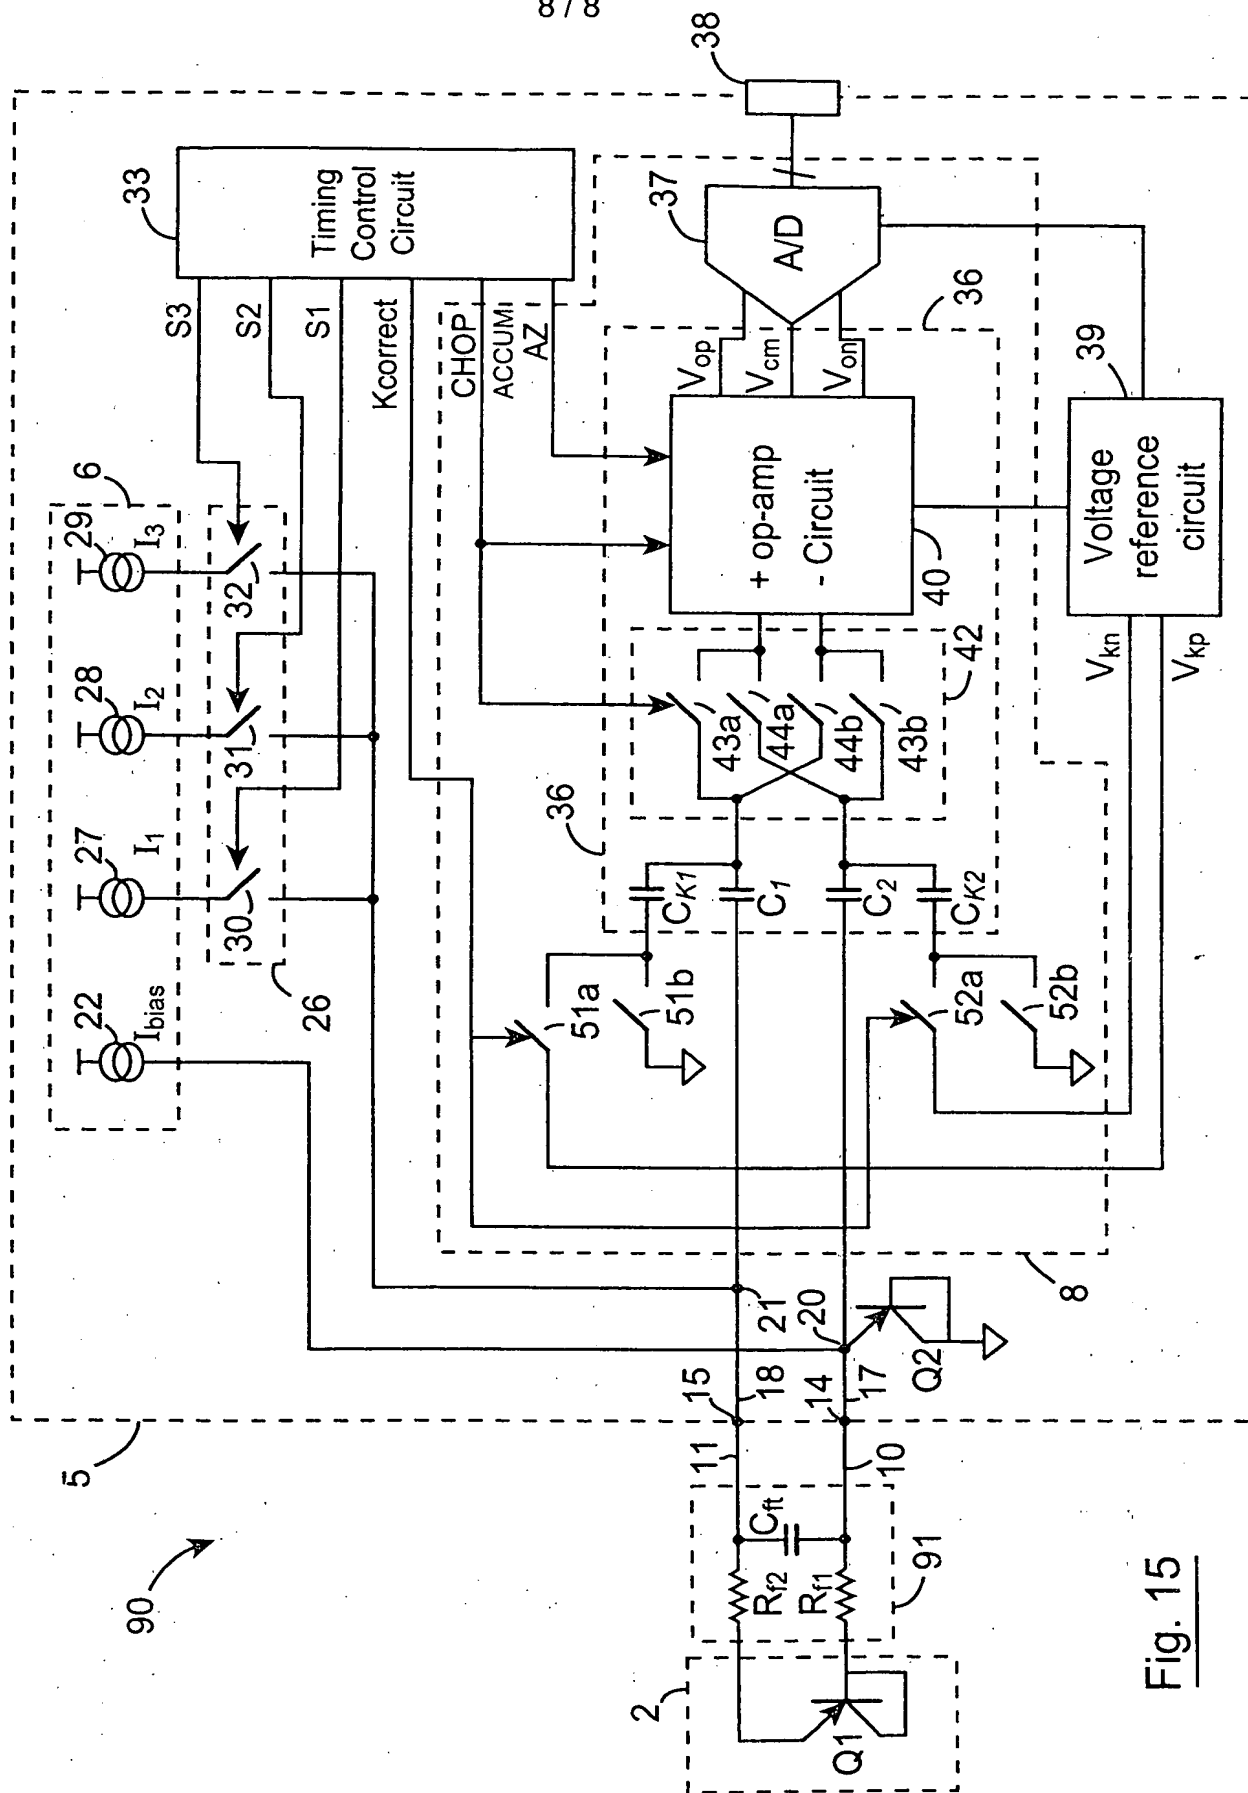 8/8
90
5
33
Timing
Control
Circuit
S3
S2
S1
Kcorrect
CHOP
ACCUMI
AZ
6
29
I3
28
I2
27
I1
22
Ibias
32
31
30
26
38
37
A/D
36
Vop
Vcm
Von
+ op-amp
- Circuit
40
39
Voltage
reference
circuit
Vkn
Vkp
42
43a
44a
44b
43b
36
CK1
C1
C2
CK2
51a
51b
52a
52b
8
21
20
Q2
15
18
14
17
11
10
Cft
Rf2
Rf1
91
2
Q1
Fig. 15